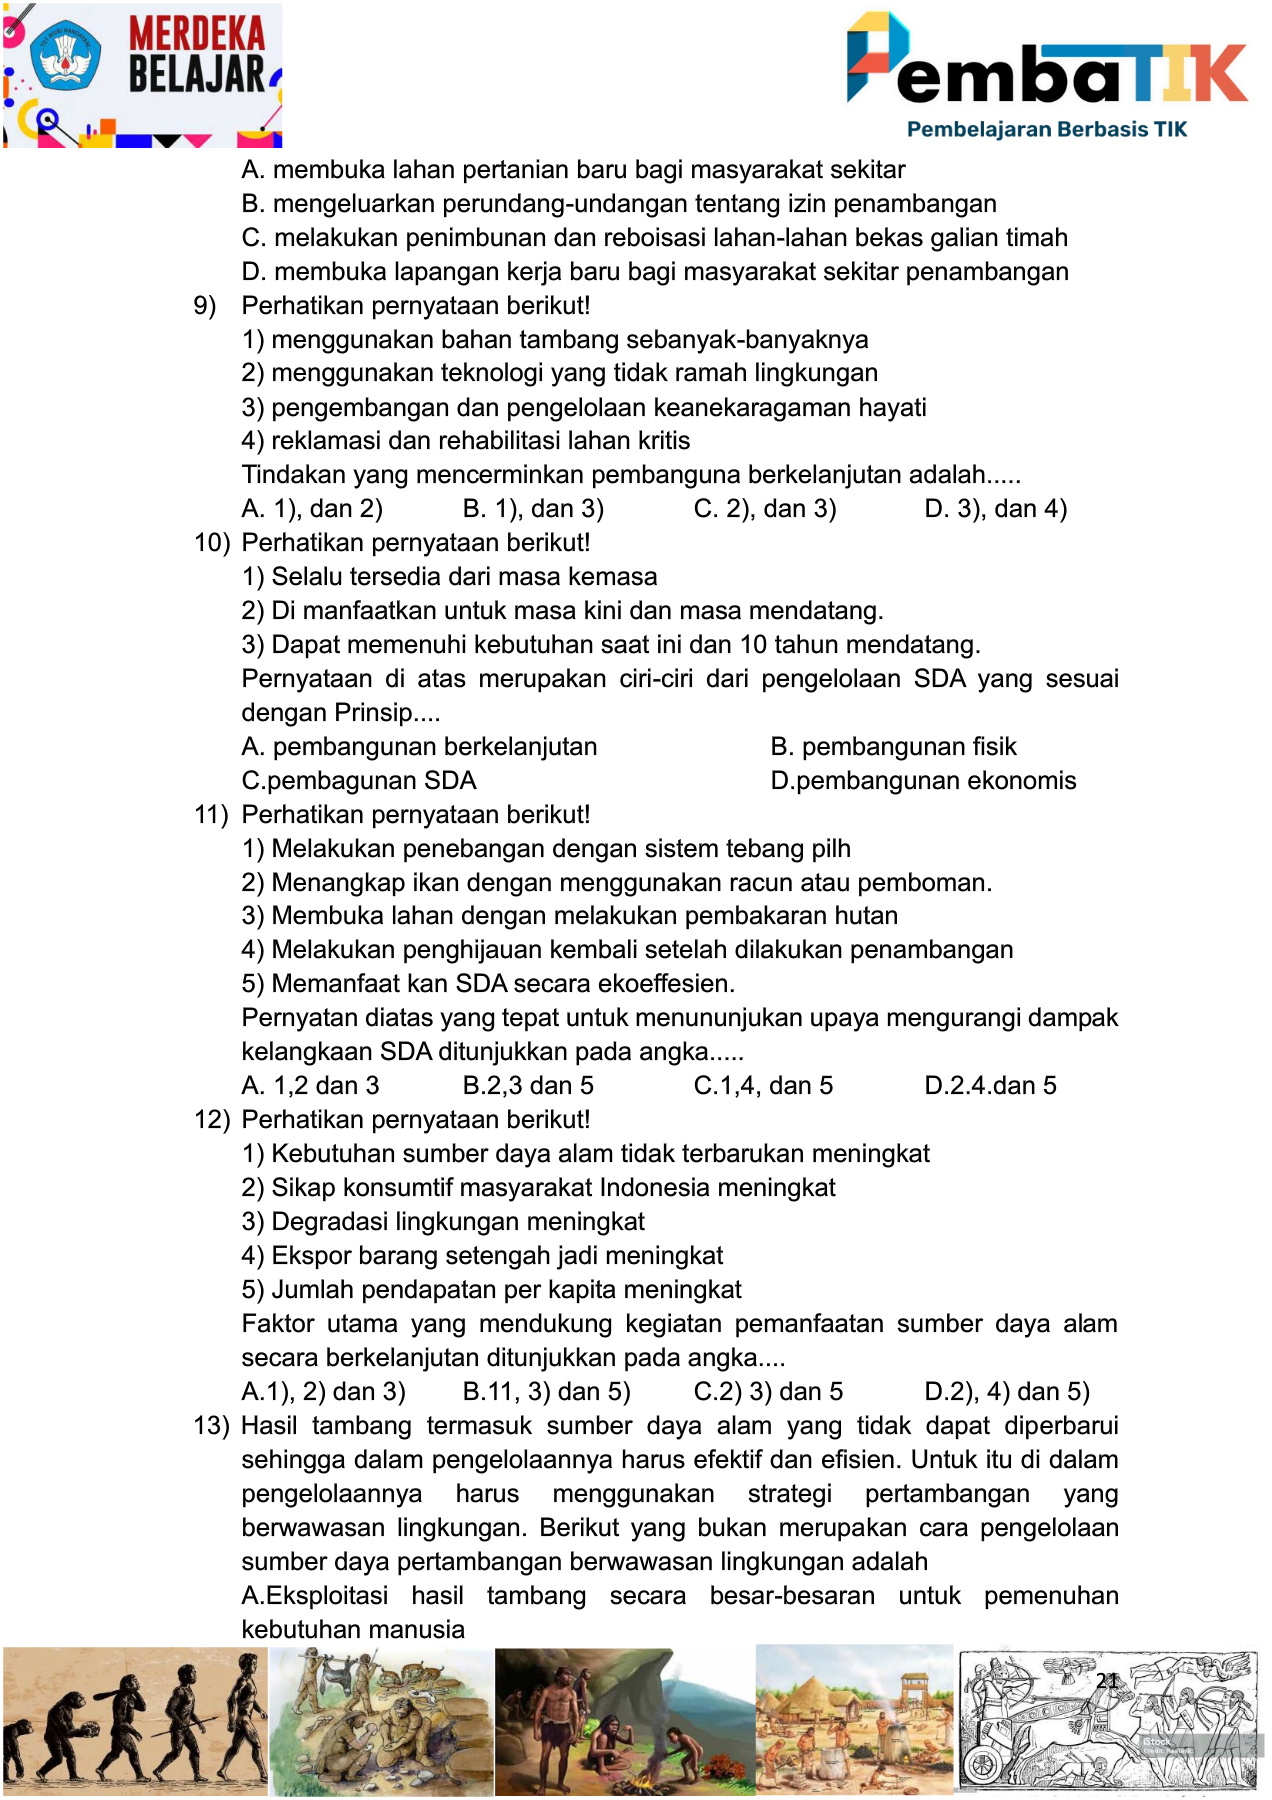 MERDEKA
BELAJAR
TUT WURI HANDAYANI
PembaTIK
Pembelajaran Berbasis TIK
A. membuka lahan pertanian baru bagi masyarakat sekitar
B. mengeluarkan perundang-undangan tentang izin penambangan
C. melakukan penimbunan dan reboisasi lahan-lahan bekas galian timah
D. membuka lapangan kerja baru bagi masyarakat sekitar penambangan
9) Perhatikan pernyataan berikut!
1) menggunakan bahan tambang sebanyak-banyaknya
2) menggunakan teknologi yang tidak ramah lingkungan
3) pengembangan dan pengelolaan keanekaragaman hayati
4) reklamasi dan rehabilitasi lahan kritis
Tindakan yang mencerminkan pembanguna berkelanjutan adalah.....
A. 1), dan 2) B. 1), dan 3) C. 2), dan 3) D. 3), dan 4)
10) Perhatikan pernyataan berikut!
1) Selalu tersedia dari masa kemasa
2) Di manfaatkan untuk masa kini dan masa mendatang.
3) Dapat memenuhi kebutuhan saat ini dan 10 tahun mendatang.
Pernyataan di atas merupakan ciri-ciri dari pengelolaan SDA yang sesuai
dengan Prinsip....
A. pembangunan berkelanjutan B. pembangunan fisik
C.pembagunan SDA D.pembangunan ekonomis
11) Perhatikan pernyataan berikut!
1) Melakukan penebangan dengan sistem tebang pilh
2) Menangkap ikan dengan menggunakan racun atau pemboman.
3) Membuka lahan dengan melakukan pembakaran hutan
4) Melakukan penghijauan kembali setelah dilakukan penambangan
5) Memanfaat kan SDA secara ekoeffesien.
Pernyatan diatas yang tepat untuk menununjukan upaya mengurangi dampak
kelangkaan SDA ditunjukkan pada angka.....
A. 1,2 dan 3 B.2,3 dan 5 C.1,4, dan 5 D.2.4.dan 5
12) Perhatikan pernyataan berikut!
1) Kebutuhan sumber daya alam tidak terbarukan meningkat
2) Sikap konsumtif masyarakat Indonesia meningkat
3) Degradasi lingkungan meningkat
4) Ekspor barang setengah jadi meningkat
5) Jumlah pendapatan per kapita meningkat
Faktor utama yang mendukung kegiatan pemanfaatan sumber daya alam
secara berkelanjutan ditunjukkan pada angka....
A.1), 2) dan 3) B.11, 3) dan 5) C.2) 3) dan 5 D.2), 4) dan 5)
13) Hasil tambang termasuk sumber daya alam yang tidak dapat diperbarui
sehingga dalam pengelolaannya harus efektif dan efisien. Untuk itu di dalam
pengelolaannya harus menggunakan strategi pertambangan yang
berwawasan lingkungan. Berikut yang bukan merupakan cara pengelolaan
sumber daya pertambangan berwawasan lingkungan adalah
A.Eksploitasi hasil tambang secara besar-besaran untuk pemenuhan
kebutuhan manusia
21
iStock